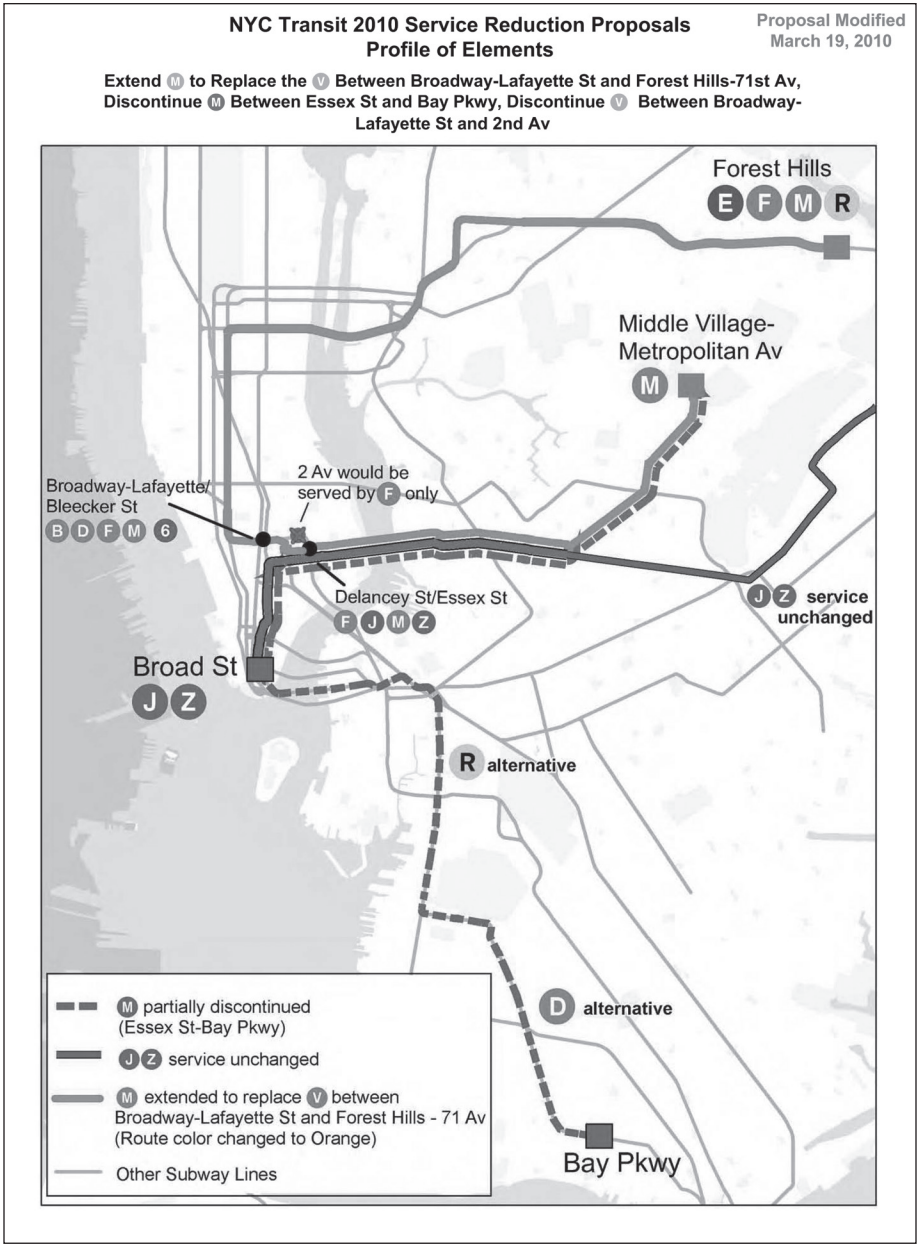 NYC Transit 2010 Service Reduction Proposals
Profile of Elements
Proposal Modified
March 19, 2010
Extend M to Replace the V Between Broadway-Lafayette St and Forest Hills-71st Av,
Discontinue M Between Essex St and Bay Pkwy, Discontinue V Between Broadway-
Lafayette St and 2nd Av
Forest Hills
E F M R
Middle Village-
Metropolitan Av
M
2 Av would be
served by F only
Broadway-Lafayette/
Bleecker St
B D F M 6
Delancey St/Essex St
F J M Z
J Z service
unchanged
Broad St
J Z
R alternative
D alternative
Bay Pkwy
M partially discontinued
(Essex St-Bay Pkwy)
J Z service unchanged
M extended to replace V between
Broadway-Lafayette St and Forest Hills - 71 Av
(Route color changed to Orange)
Other Subway Lines